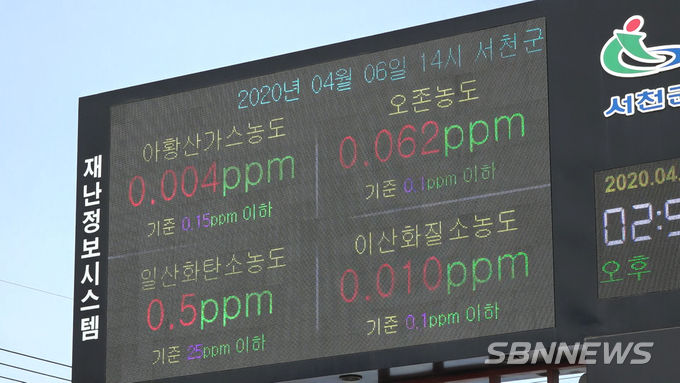 재난정보시스템
2020년 04월 06일 14시 서천군
아황산가스농도
0.004ppm
기준 0.15ppm 이하
오존농도
0.062ppm
기준 0.1ppm 이하
일산화탄소농도
0.5ppm
기준 25ppm 이하
이산화질소농도
0.010ppm
기준 0.1ppm 이하
서천군
2020.04.
02:5
오후
SBNNEWS